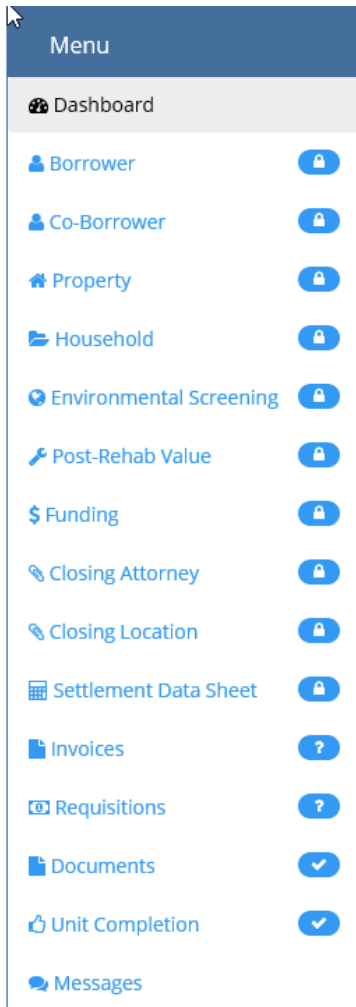 Menu
Dashboard
Borrower
Co-Borrower
Property
Household
Environmental Screening
Post-Rehab Value
$ Funding
Closing Attorney
Closing Location
Settlement Data Sheet
Invoices
?
Requisitions
?
Documents
Unit Completion
Messages